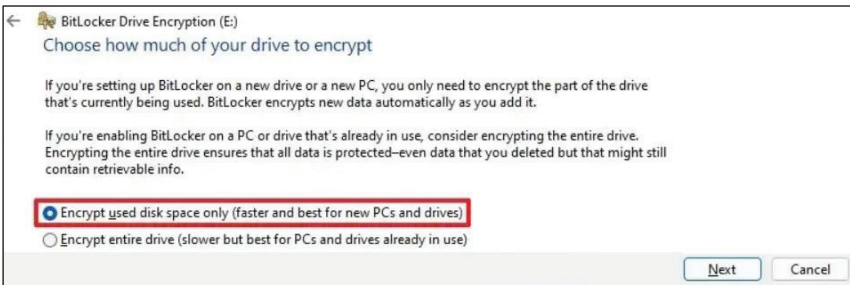 BitLocker Drive Encryption (E:)
Choose how much of your drive to encrypt
If you're setting up BitLocker on a new drive or a new PC, you only need to encrypt the part of the drive
that's currently being used. BitLocker encrypts new data automatically as you add it.
If you're enabling BitLocker on a PC or drive that's already in use, consider encrypting the entire drive.
Encrypting the entire drive ensures that all data is protected–even data that you deleted but that might still
contain retrievable info.
Encrypt used disk space only (faster and best for new PCs and drives)
Encrypt entire drive (slower but best for PCs and drives already in use)
Next Cancel